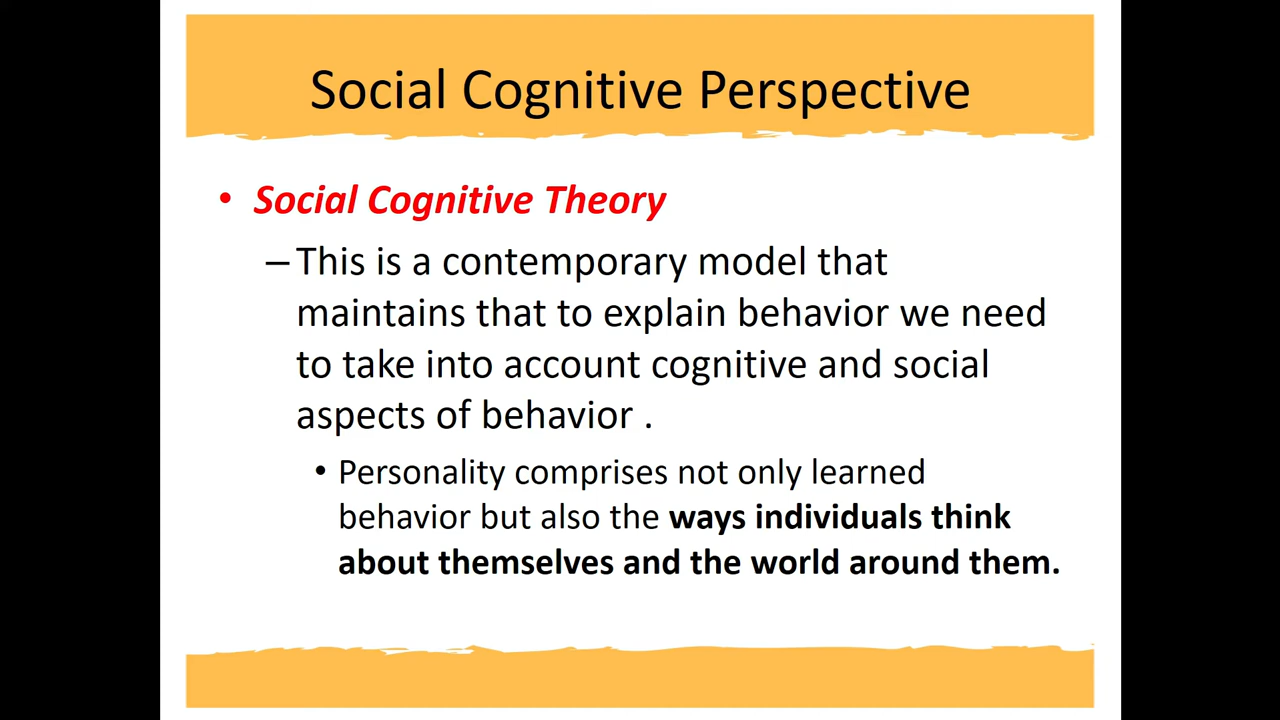 Social Cognitive Perspective
• Social Cognitive Theory
– This is a contemporary model that
maintains that to explain behavior we need
to take into account cognitive and social
aspects of behavior .
• Personality comprises not only learned
behavior but also the ways individuals think
about themselves and the world around them.